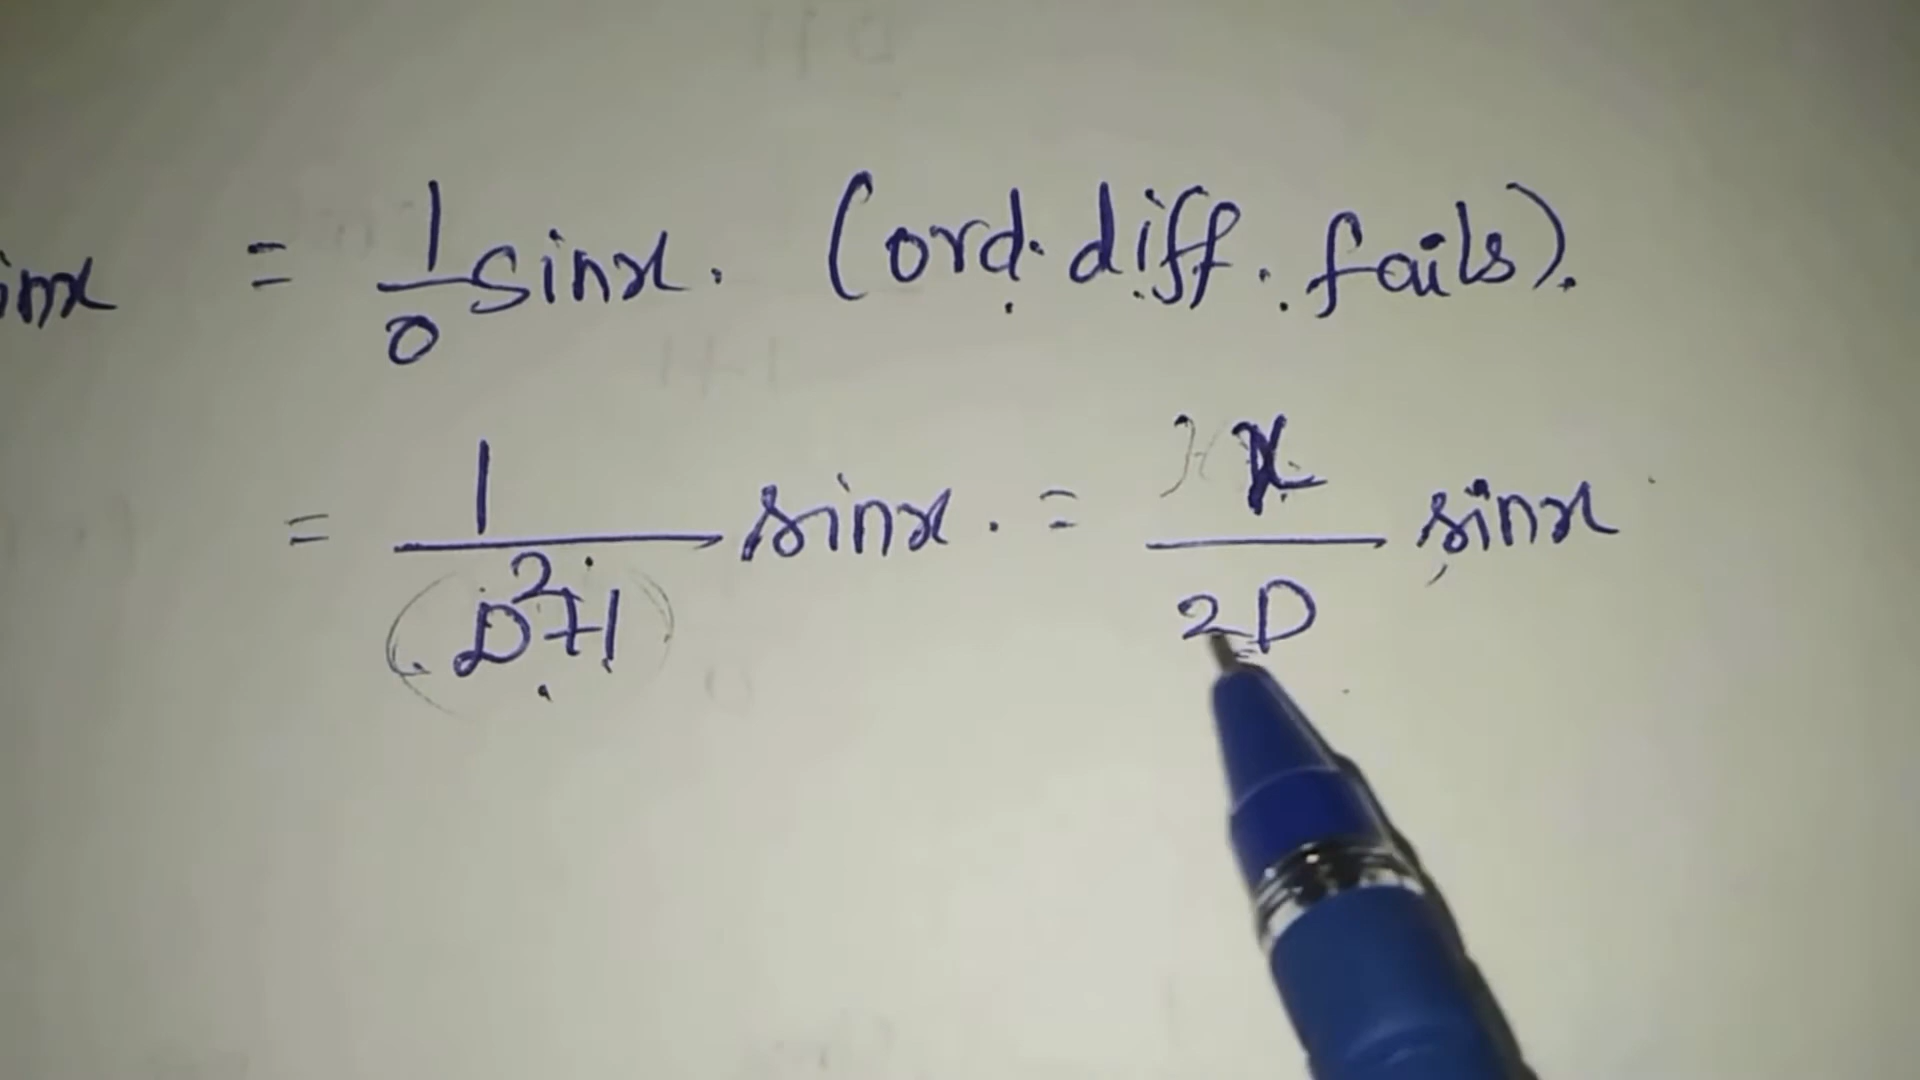 inx = 1/0 sinx. (ord. diff. fails).
= 1/(D²+1) sinx. = x/2D sinx